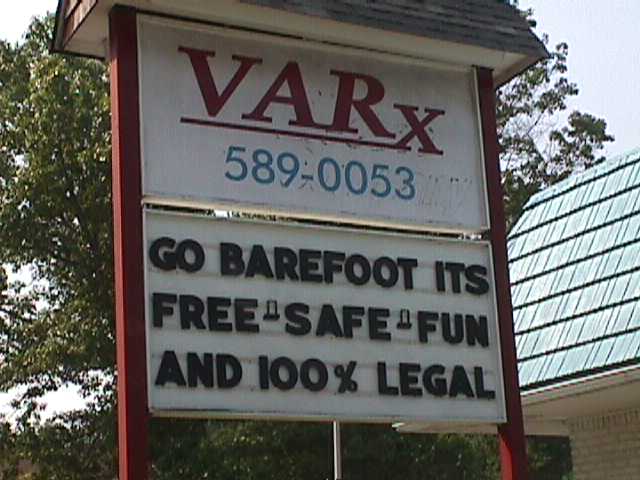 VARx
589-0053
GO BAREFOOT ITS
FREE-SAFE-FUN
AND 100% LEGAL